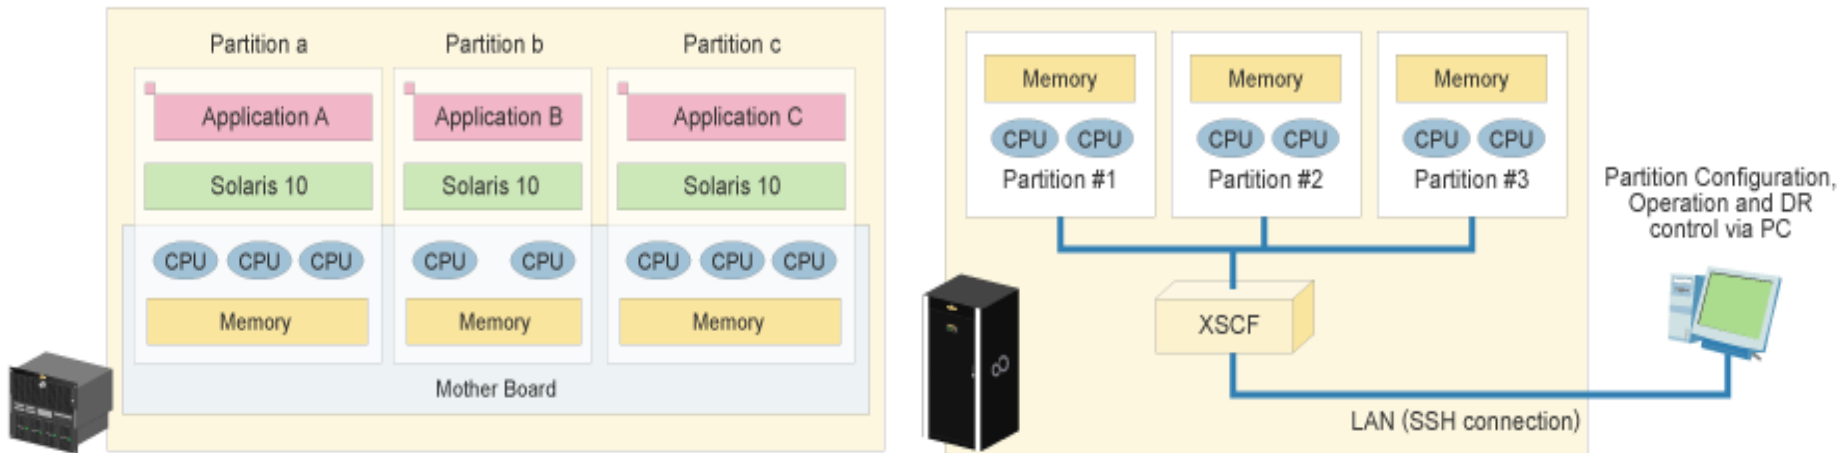 Partition a
Partition b
Partition c
Application A
Application B
Application C
Solaris 10
Solaris 10
Solaris 10
CPU CPU CPU
CPU CPU
CPU CPU CPU
Memory
Memory
Memory
Mother Board
Memory
Memory
Memory
CPU CPU
CPU CPU
CPU CPU
Partition #1
Partition #2
Partition #3
XSCF
LAN (SSH connection)
Partition Configuration,
Operation and DR
control via PC